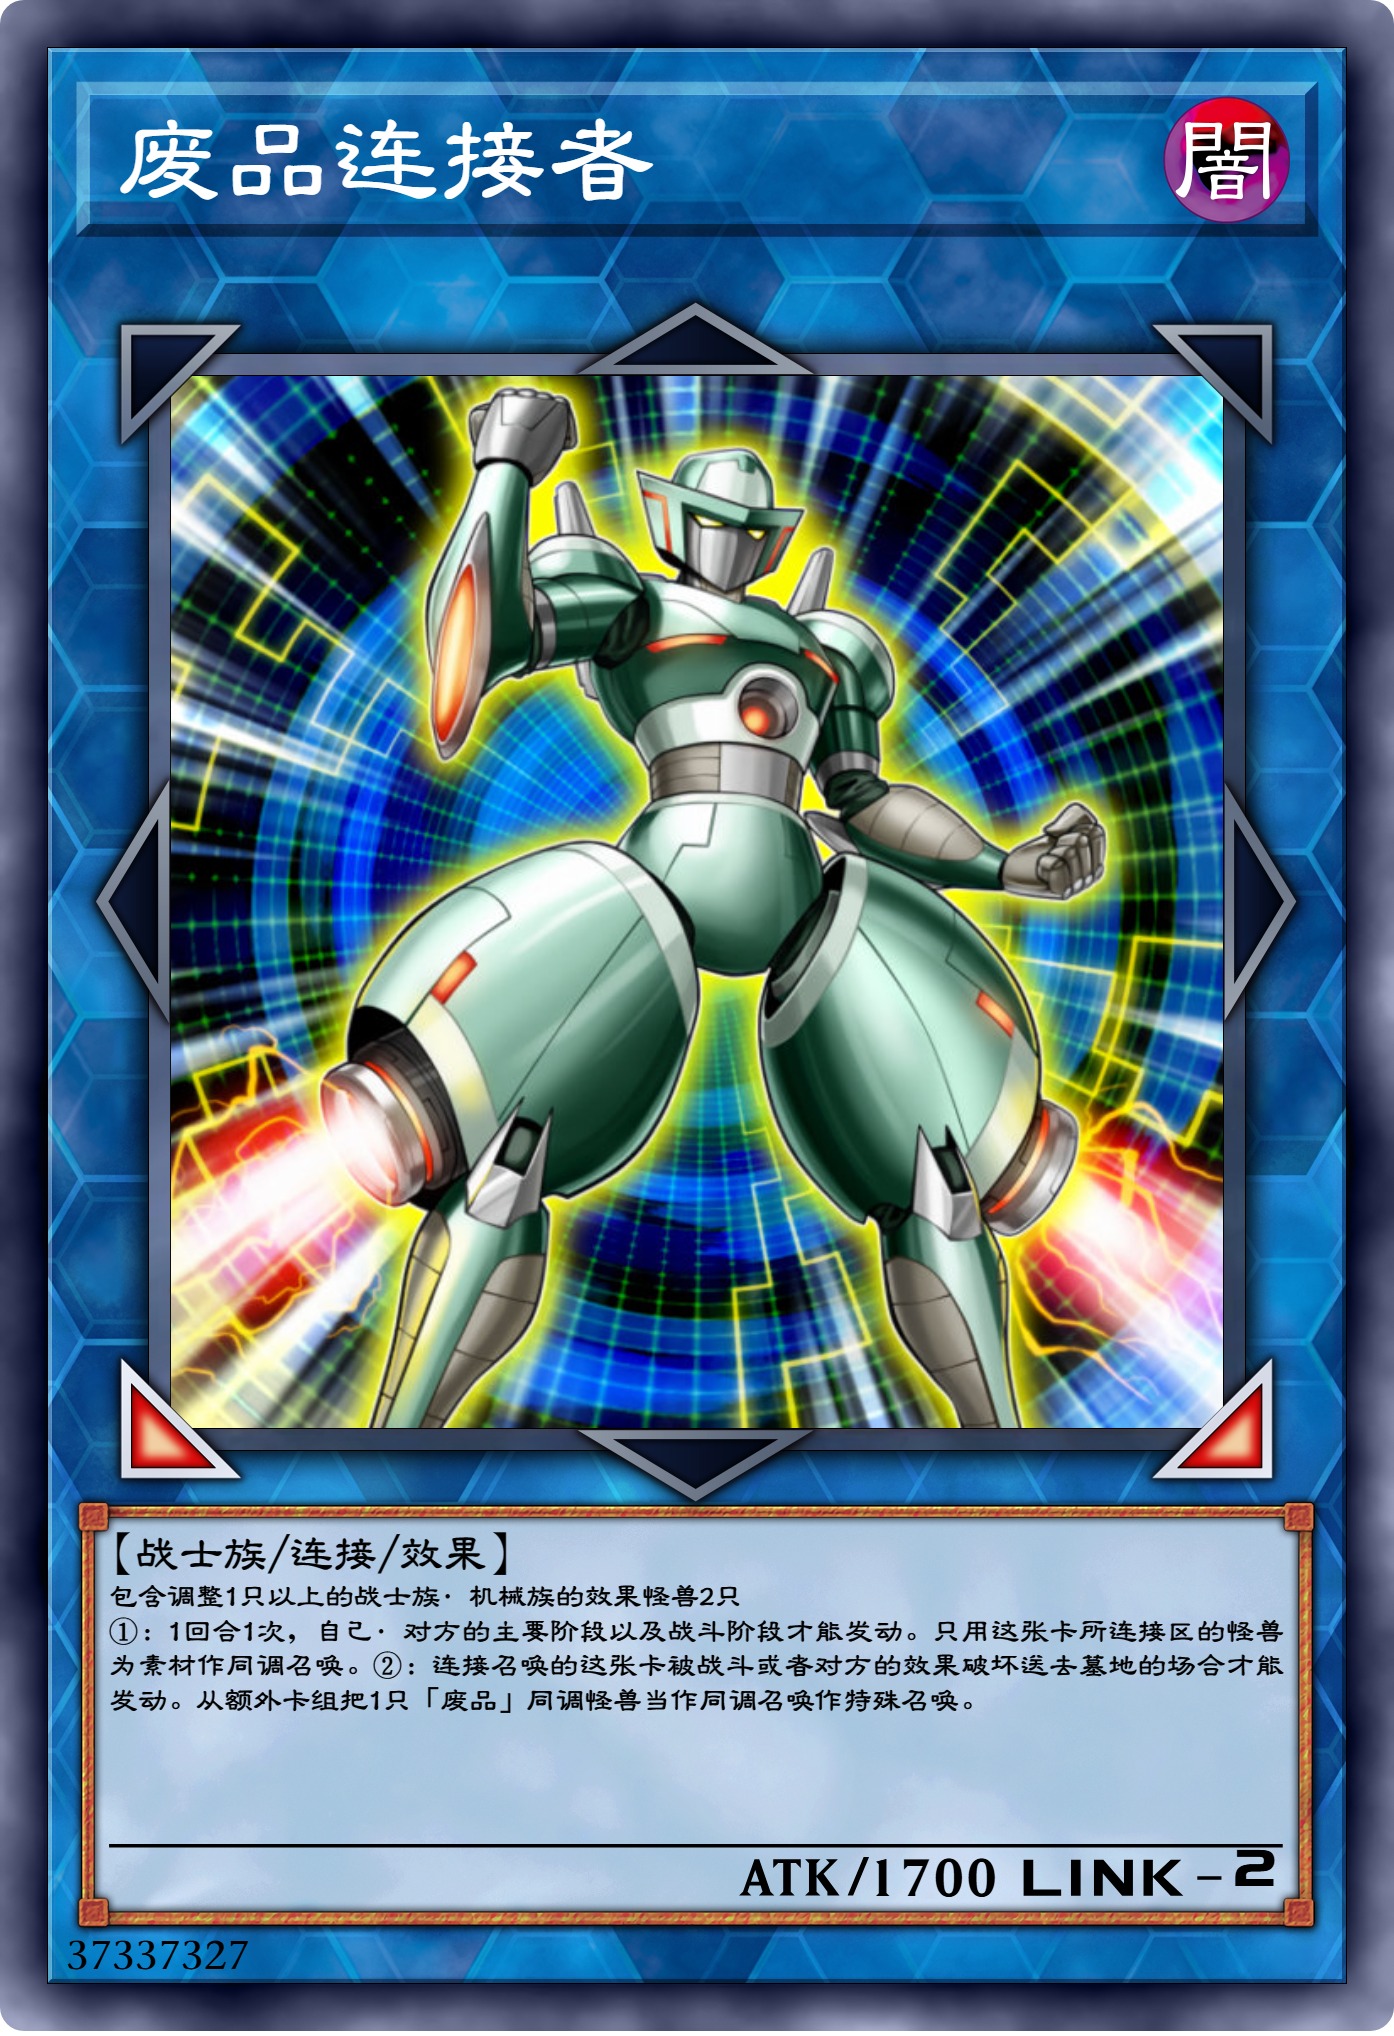 废品连接者
闇
【战士族/连接/效果】
包含调整1只以上的战士族·机械族的效果怪兽2只
①：1回合1次，自己·对方的主要阶段以及战斗阶段才能发动。只用这张卡所连接区的怪兽
为素材作同调召唤。②：连接召唤的这张卡被战斗或者对方的效果破坏送去墓地的场合才能
发动。从额外卡组把1只「废品」同调怪兽当作同调召唤作特殊召唤。
ATK/1700 LINK-2
37337327